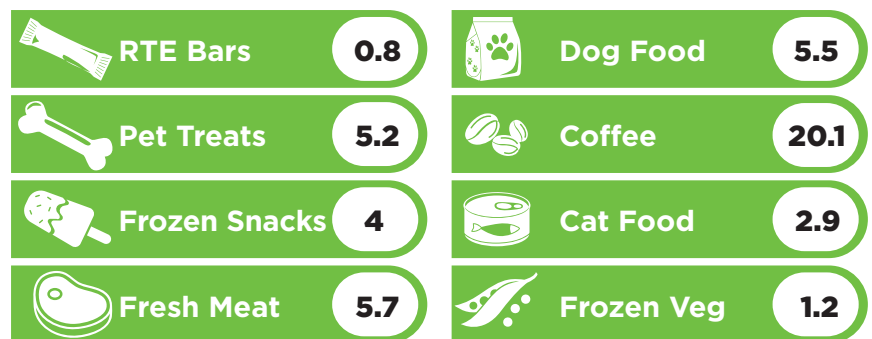 RTE Bars 0.8
Dog Food 5.5
Pet Treats 5.2
Coffee 20.1
Frozen Snacks 4
Cat Food 2.9
Fresh Meat 5.7
Frozen Veg 1.2